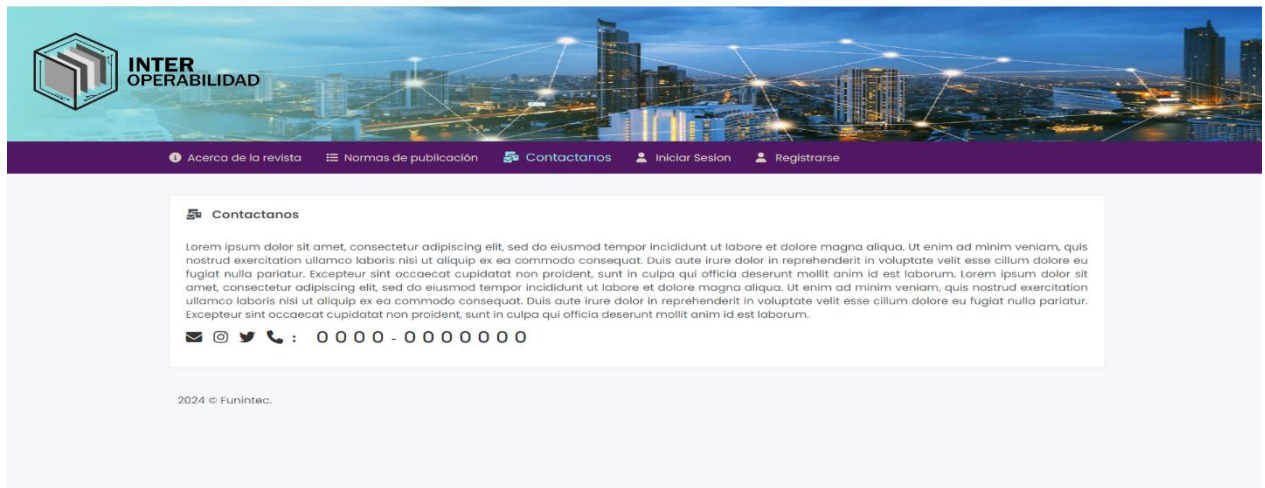 INTER
OPERABILIDAD
Acerca de la revista Normas de publicación Contactanos Iniciar Sesion Registrarse
Contactanos
Lorem ipsum dolor sit amet, consectetur adipiscing elit, sed do eiusmod tempor incididunt ut labore et dolore magna aliqua. Ut enim ad minim veniam, quis
nostrud exercitation ullamco laboris nisi ut aliquip ex ea commodo consequat. Duis aute irure dolor in reprehenderit in voluptate velit esse cillum dolore eu
fugiat nulla pariatur. Excepteur sint occaecat cupidatat non proident, sunt in culpa qui officia deserunt mollit anim id est laborum. Lorem ipsum dolor sit
amet, consectetur adipiscing elit, sed do eiusmod tempor incididunt ut labore et dolore magna aliqua. Ut enim ad minim veniam, quis nostrud exercitation
ullamco laboris nisi ut aliquip ex ea commodo consequat. Duis aute irure dolor in reprehenderit in voluptate velit esse cillum dolore eu fugiat nulla pariatur.
Excepteur sint occaecat cupidatat non proident, sunt in culpa qui officia deserunt mollit anim id est laborum.
: 0000-0000000
2024 © Funintec.